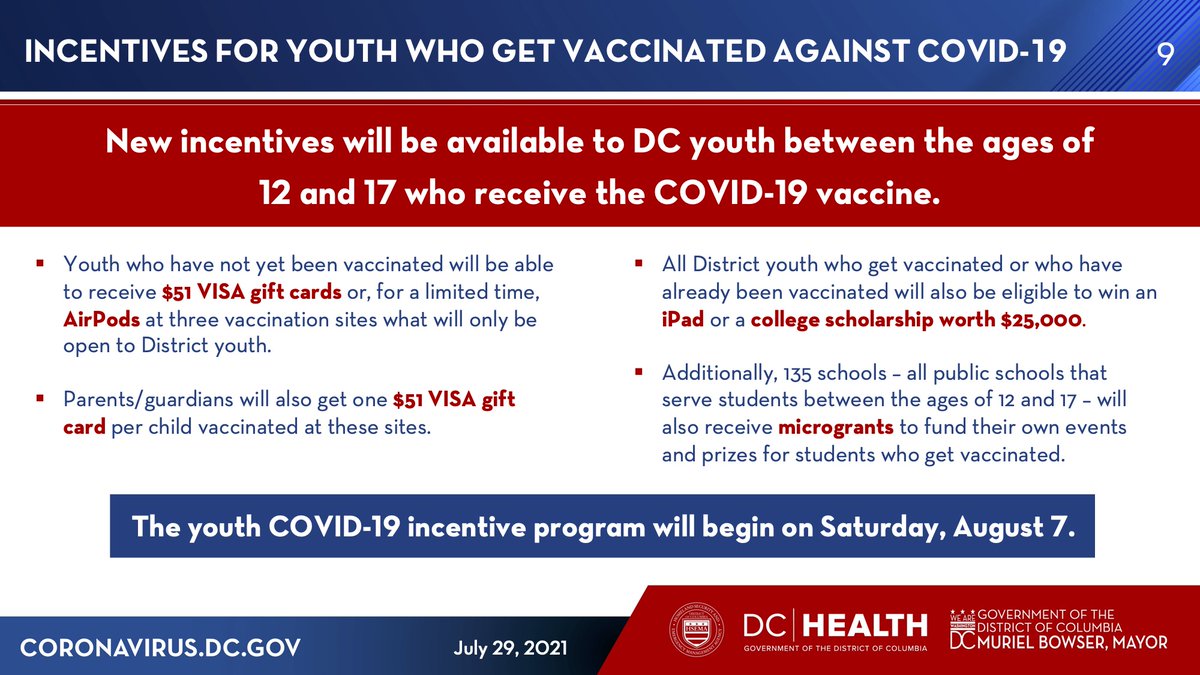 INCENTIVES FOR YOUTH WHO GET VACCINATED AGAINST COVID-19
9
New incentives will be available to DC youth between the ages of
12 and 17 who receive the COVID-19 vaccine.
▪ Youth who have not yet been vaccinated will be able
to receive $51 VISA gift cards or, for a limited time,
AirPods at three vaccination sites what will only be
open to District youth.
▪ Parents/guardians will also get one $51 VISA gift
card per child vaccinated at these sites.
▪ All District youth who get vaccinated or who have
already been vaccinated will also be eligible to win an
iPad or a college scholarship worth $25,000.
▪ Additionally, 135 schools – all public schools that
serve students between the ages of 12 and 17 – will
also receive microgrants to fund their own events
and prizes for students who get vaccinated.
The youth COVID-19 incentive program will begin on Saturday, August 7.
CORONAVIRUS.DC.GOV
July 29, 2021
HSEMA
DC | HEALTH
GOVERNMENT OF THE DISTRICT OF COLUMBIA
WE ARE
WASHINGTON
DC
GOVERNMENT OF THE
DISTRICT OF COLUMBIA
MURIEL BOWSER, MAYOR